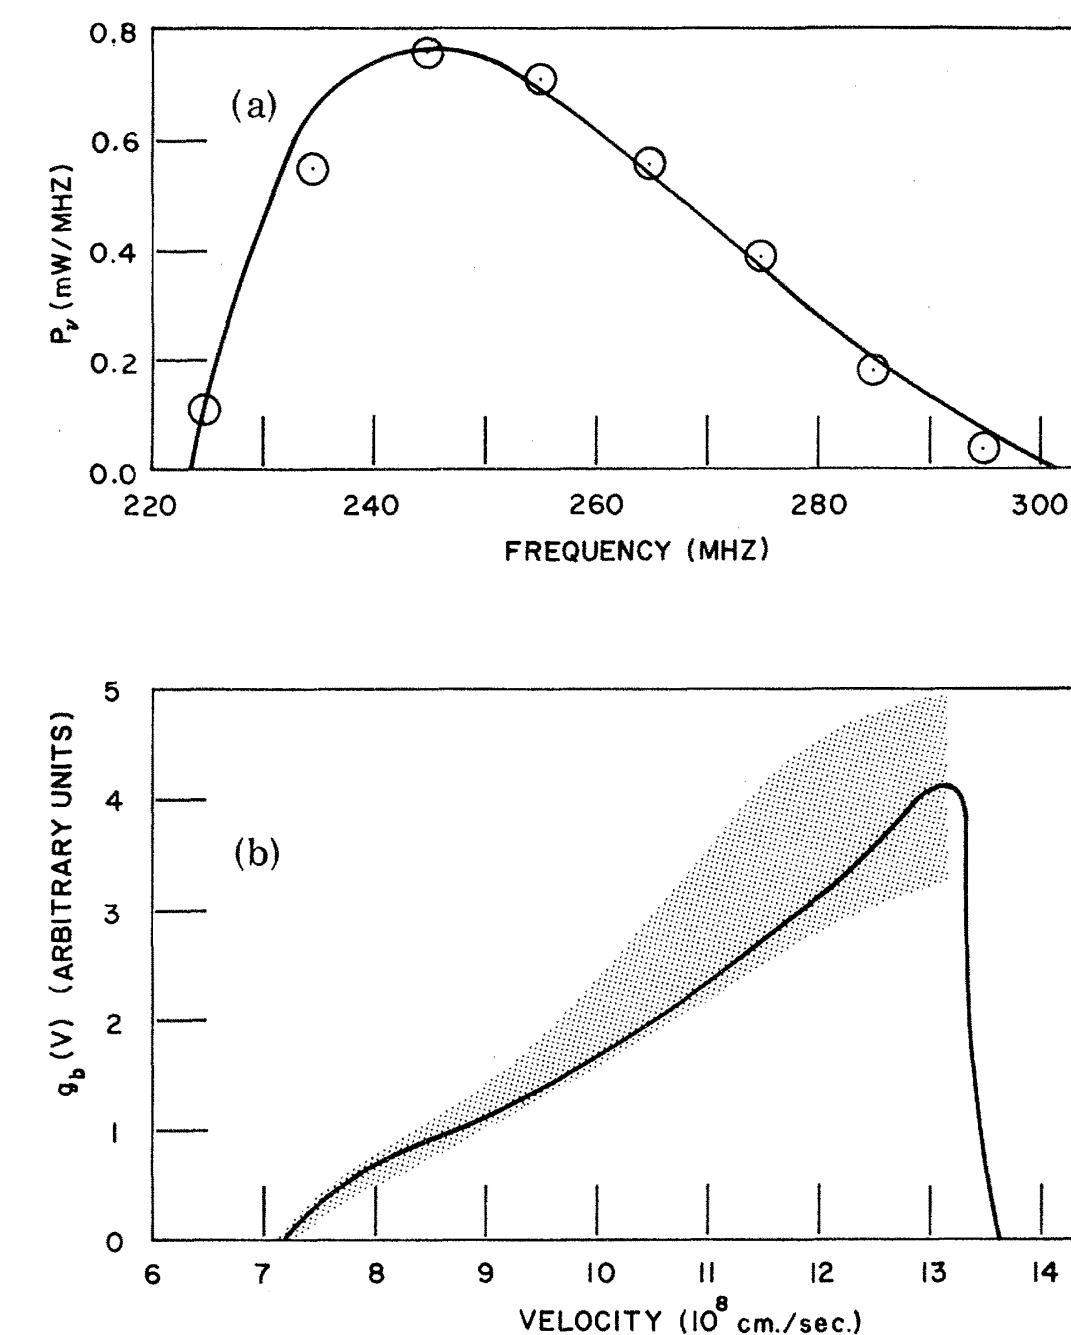 0.8
(a)
0.6
0.4
0.2
0.0
Pν (mW/MHZ)
220 240 260 280 300
FREQUENCY (MHZ)
5
4
(b)
3
2
1
0
gb (V) (ARBITRARY UNITS)
6 7 8 9 10 11 12 13 14
VELOCITY (10⁸ cm./sec.)